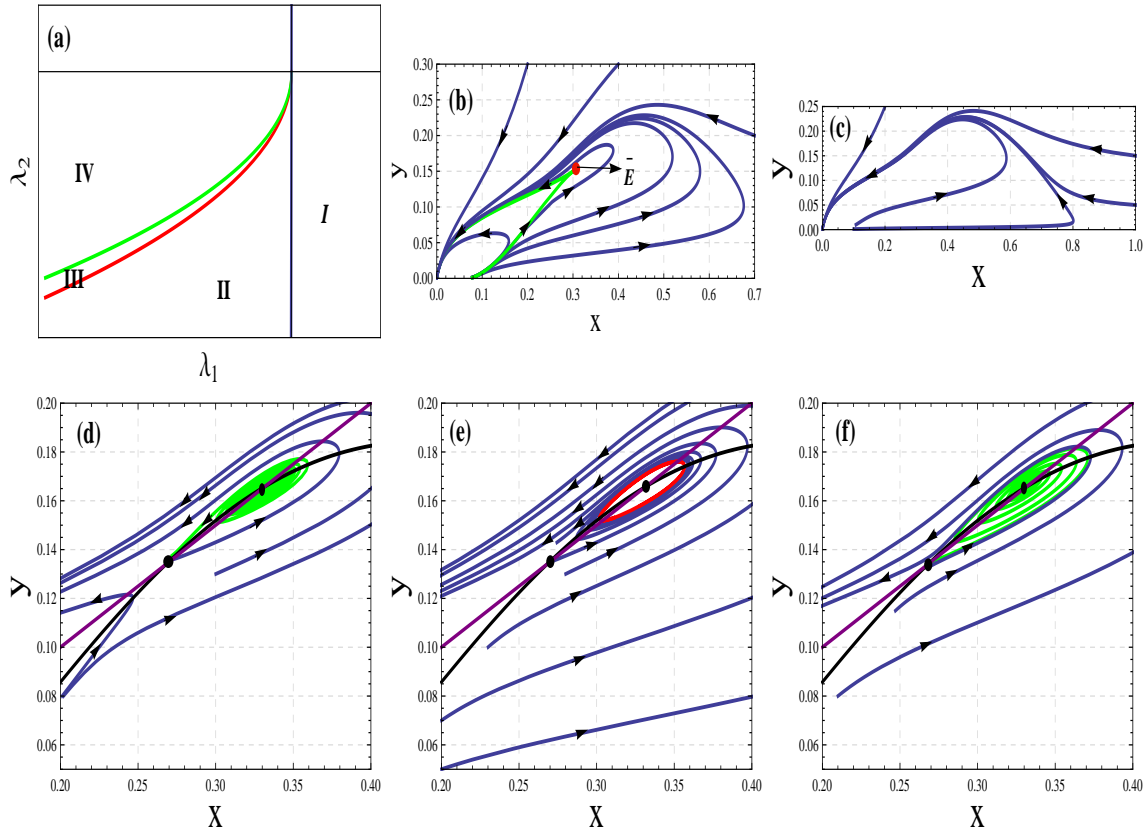 (a)
λ2
IV
I
III
II
λ1
(b)
0.30
0.25
0.20
0.15
0.10
0.05
0.00
y
Ē
0.0 0.1 0.2 0.3 0.4 0.5 0.6 0.7
x
(c)
0.25
0.20
0.15
0.10
0.05
0.00
y
0.0 0.2 0.4 0.6 0.8 1.0
X
(d)
0.20
0.18
0.16
0.14
0.12
0.10
0.08
0.06
y
0.20 0.25 0.30 0.35 0.40
X
(e)
0.20
0.18
0.16
0.14
0.12
0.10
0.08
0.06
y
0.20 0.25 0.30 0.35 0.40
X
(f)
0.20
0.18
0.16
0.14
0.12
0.10
0.08
0.06
y
0.20 0.25 0.30 0.35 0.40
X